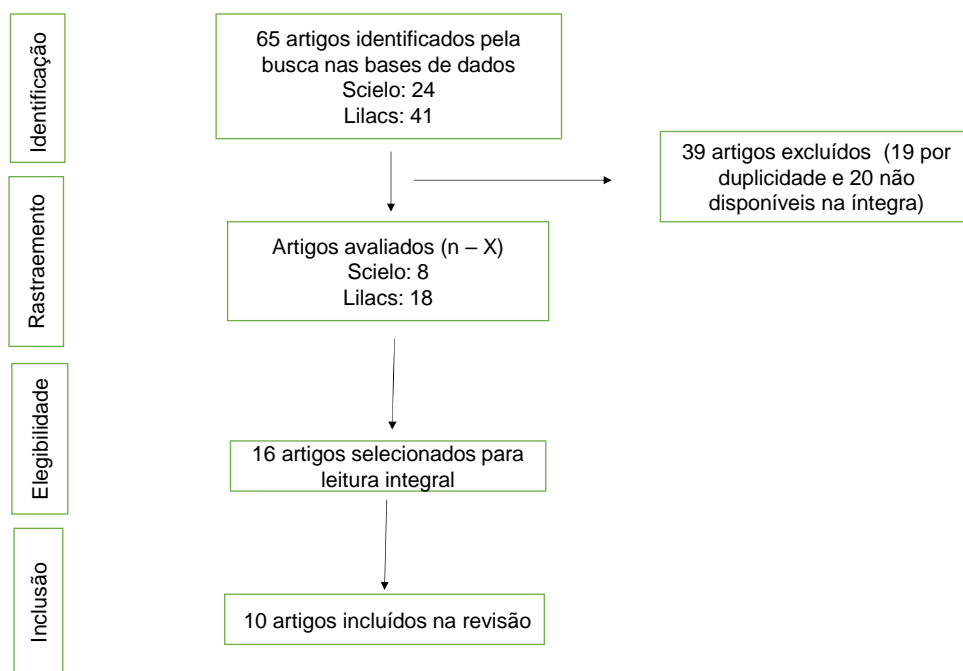 Identificação
65 artigos identificados pela
busca nas bases de dados
Scielo: 24
Lilacs: 41
39 artigos excluídos (19 por
duplicidade e 20 não
disponíveis na íntegra)
Rastraemento
Artigos avaliados (n – X)
Scielo: 8
Lilacs: 18
Elegibilidade
16 artigos selecionados para
leitura integral
Inclusão
10 artigos incluídos na revisão